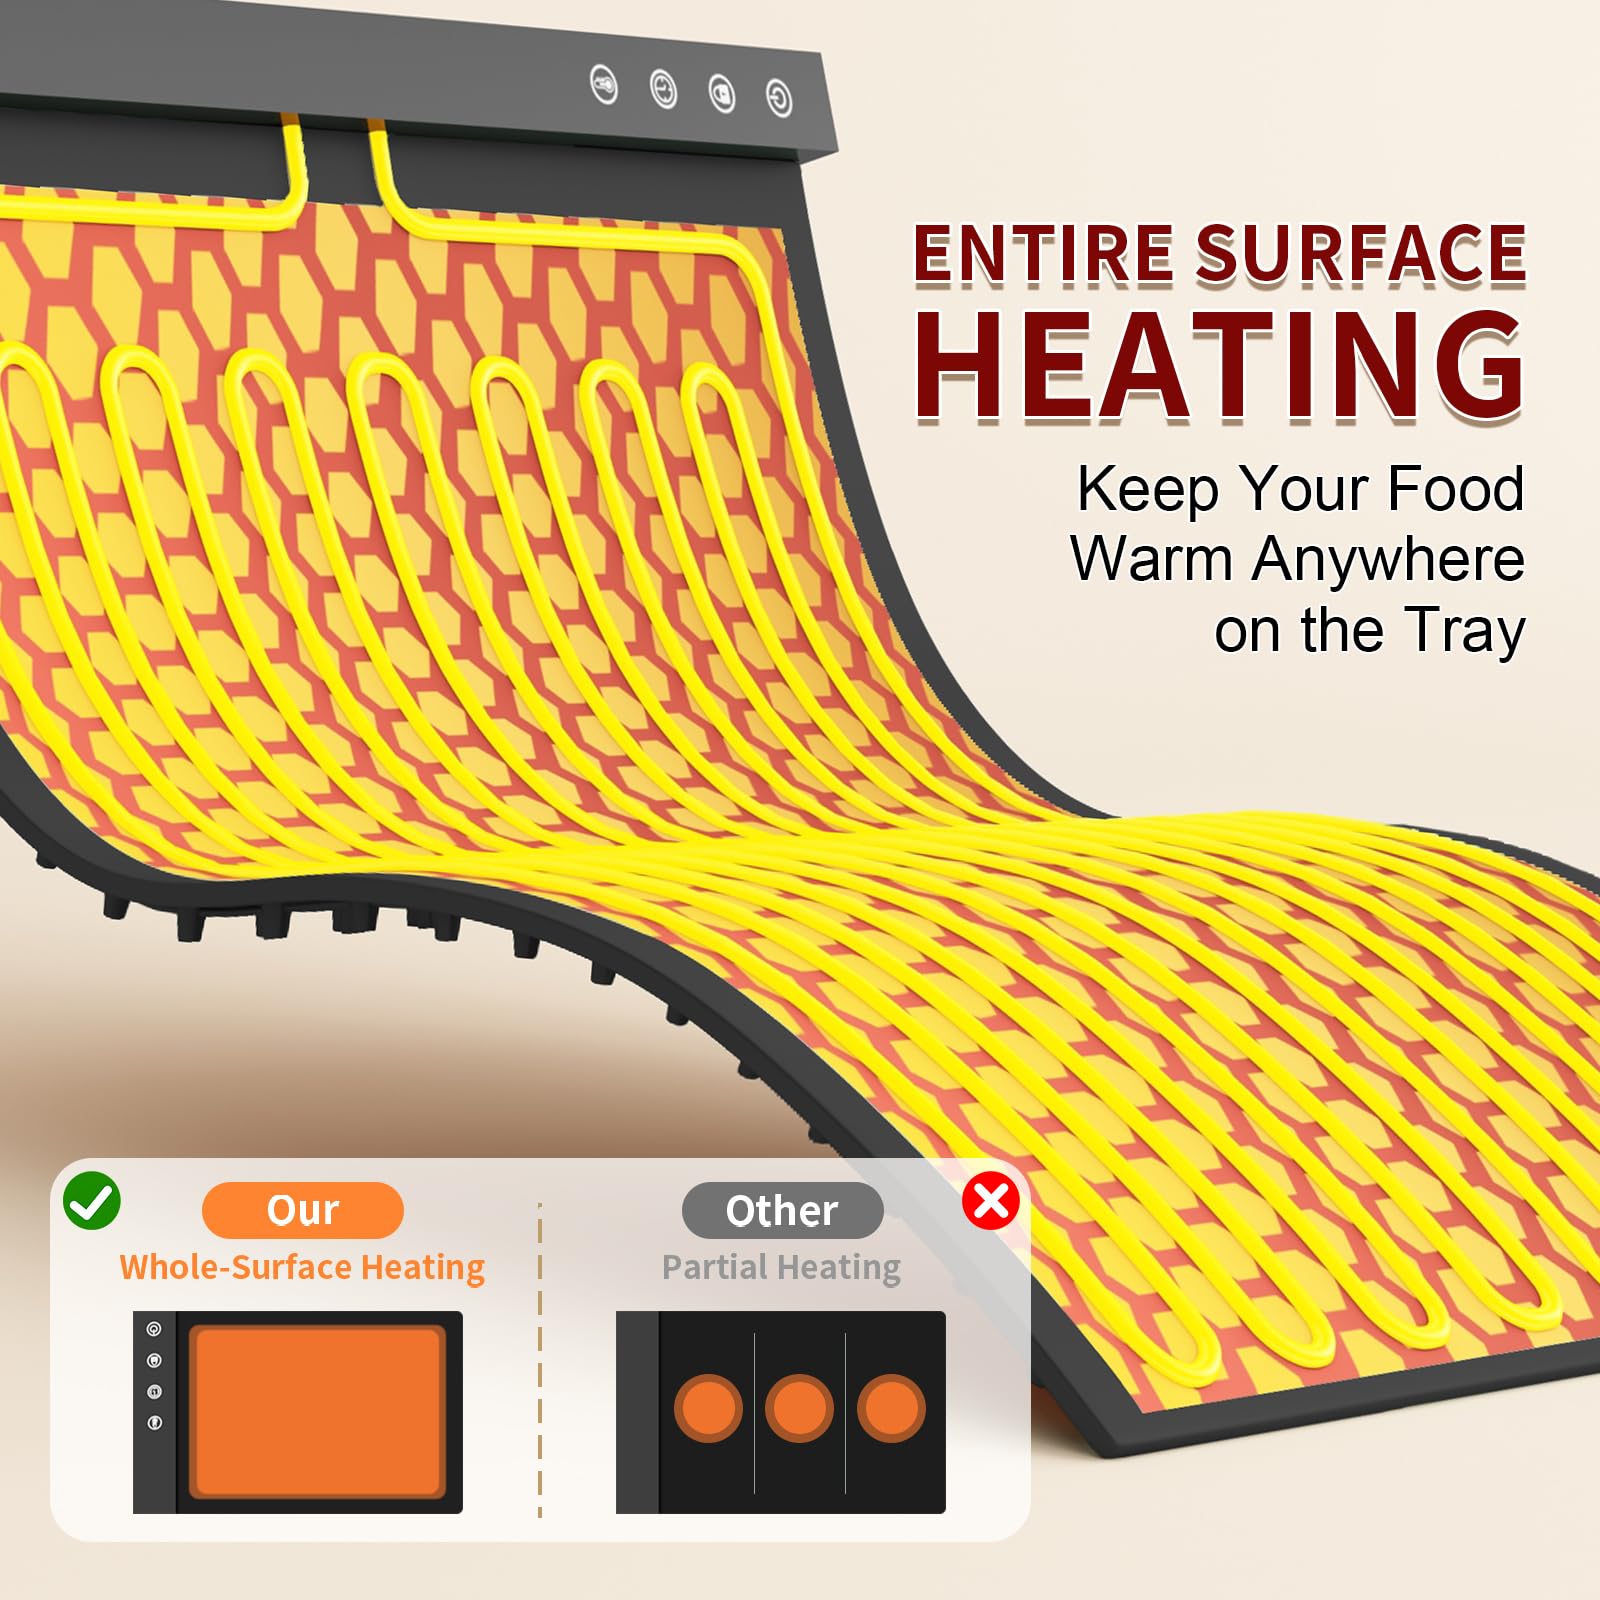 ENTIRE SURFACE
HEATING
Keep Your Food
Warm Anywhere
on the Tray
Our
Whole-Surface Heating
Other
Partial Heating